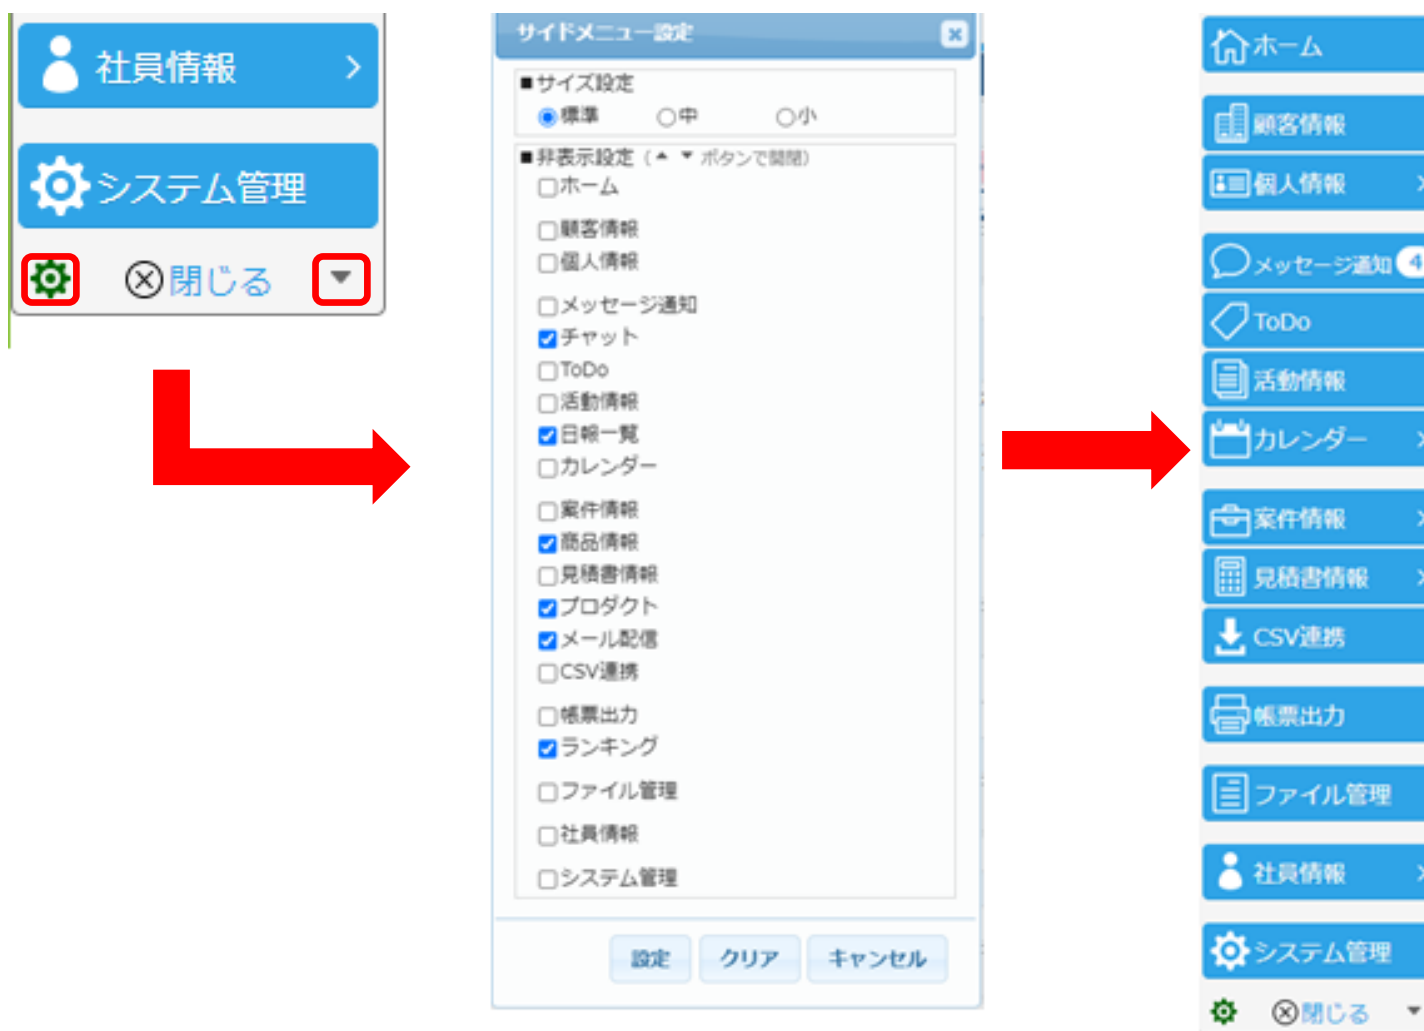 社員情報
システム管理
閉じる
サイドメニュー設定
■サイズ設定
標準 中 小
■非表示設定（▲ ▼ ボタンで開閉）
ホーム
顧客情報
個人情報
メッセージ通知
チャット
ToDo
活動情報
日報一覧
カレンダー
案件情報
商品情報
見積書情報
プロダクト
メール配信
CSV連携
帳票出力
ランキング
ファイル管理
社員情報
システム管理
設定 クリア キャンセル
ホーム
顧客情報
個人情報
メッセージ通知 4
ToDo
活動情報
カレンダー
案件情報
見積書情報
CSV連携
帳票出力
ファイル管理
社員情報
システム管理
閉じる